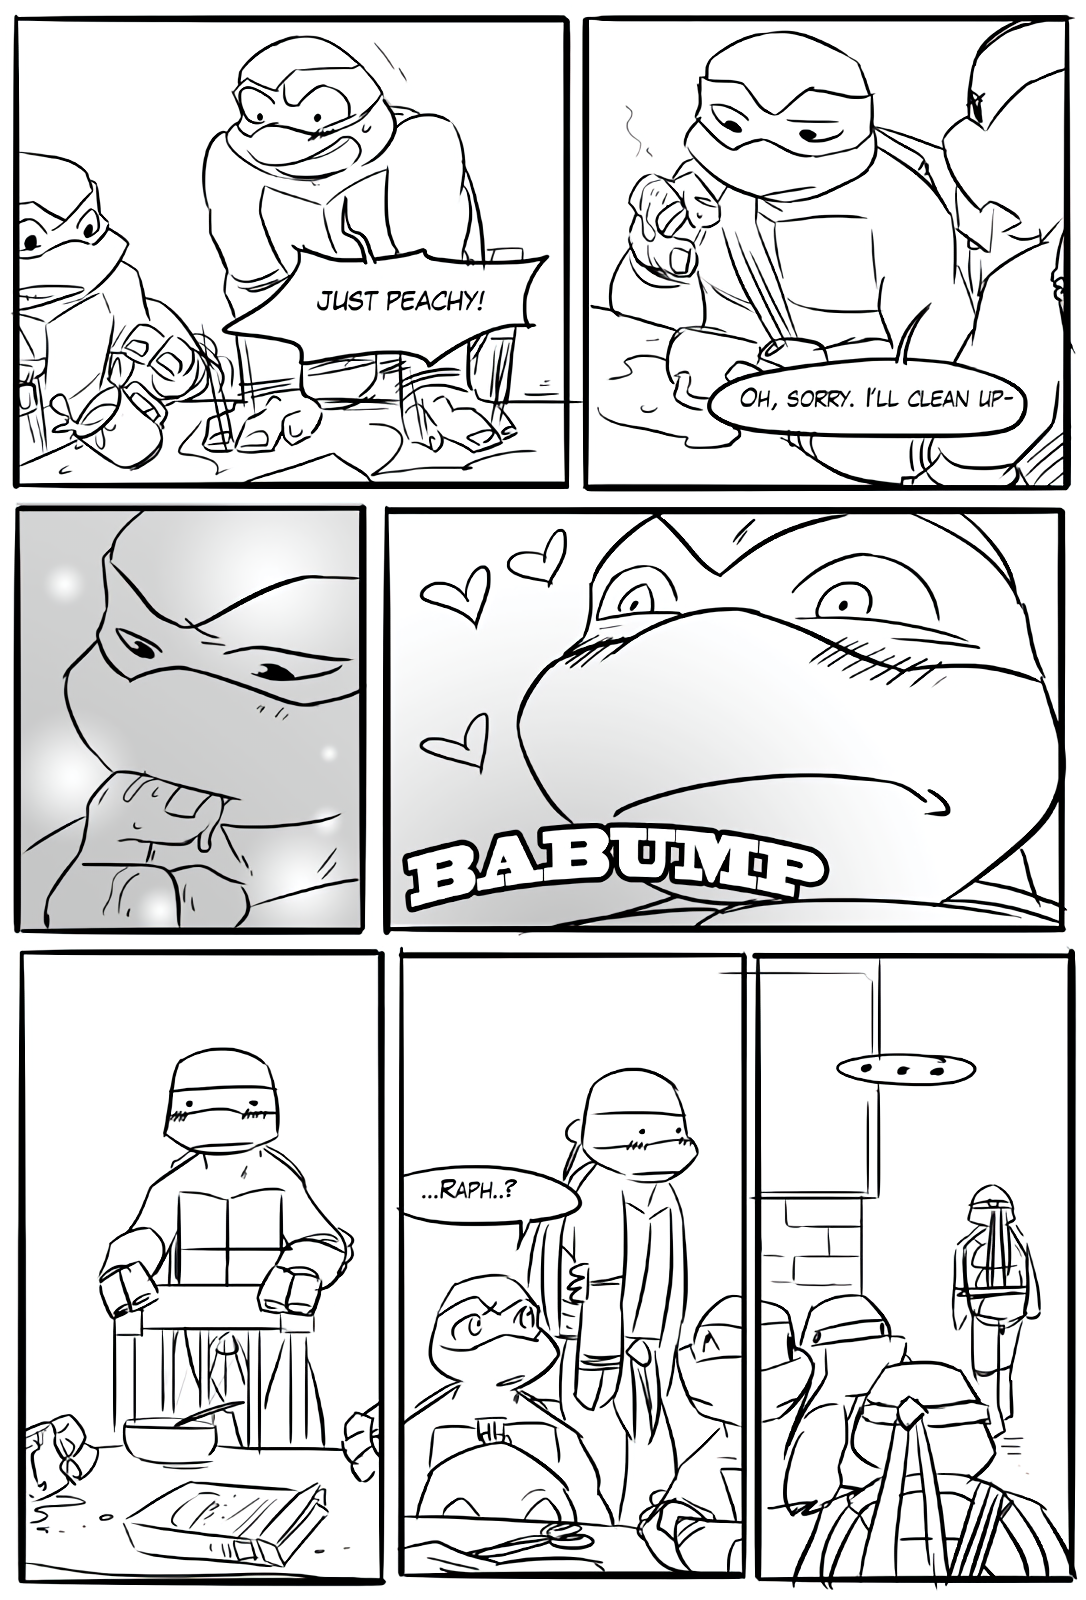 JUST PEACHY!
OH, SORRY. I'LL CLEAN UP-
BABUMP
...RAPH..?
...